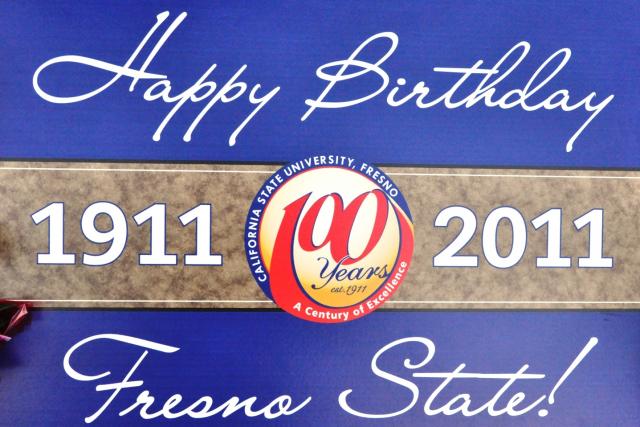 Happy Birthday
1911 2011
CALIFORNIA STATE UNIVERSITY, FRESNO
100
Years
est. 1911
A Century of Excellence
Fresno State!